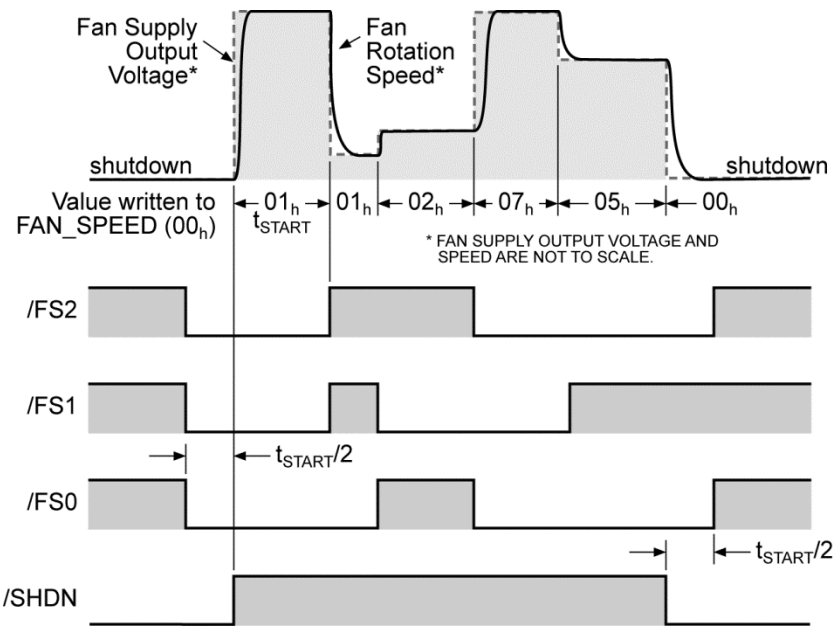 Fan Supply
Output
Voltage*
Fan
Rotation
Speed*
shutdown
shutdown
Value written to
FAN_SPEED (00h)
01h
tSTART
01h
02h
07h
05h
00h
* FAN SUPPLY OUTPUT VOLTAGE AND
SPEED ARE NOT TO SCALE.
/FS2
/FS1
tSTART/2
/FS0
tSTART/2
/SHDN